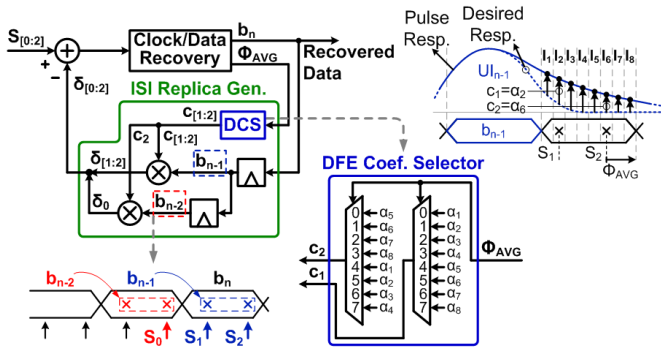 S[0:2]
+
−
δ[0:2]
Clock/Data
Recovery
bn
ΦAVG
Recovered
Data
ISI Replica Gen.
c[1:2]
DCS
c2
c[1:2]
δ[1:2]
bn-1
δ0
bn-2
bn-2
bn-1
bn
S0
S1
S2
Pulse
Resp.
Desired
Resp.
I1 I2 I3 I4 I5 I6 I7 I8
UIn-1
c1=α2
c2=α6
bn-1
S1
S2
ΦAVG
DFE Coef. Selector
0 α5 0 α1
1 α6 1 α2
2 α7 2 α3
3 α8 3 α4
4 α1 4 α5
5 α2 5 α6
6 α3 6 α7
7 α4 7 α8
c2
c1
ΦAVG